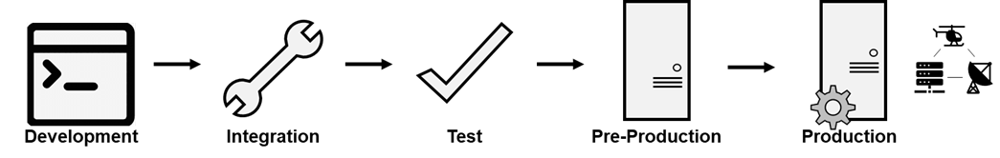 Development
Integration
Test
Pre-Production
Production